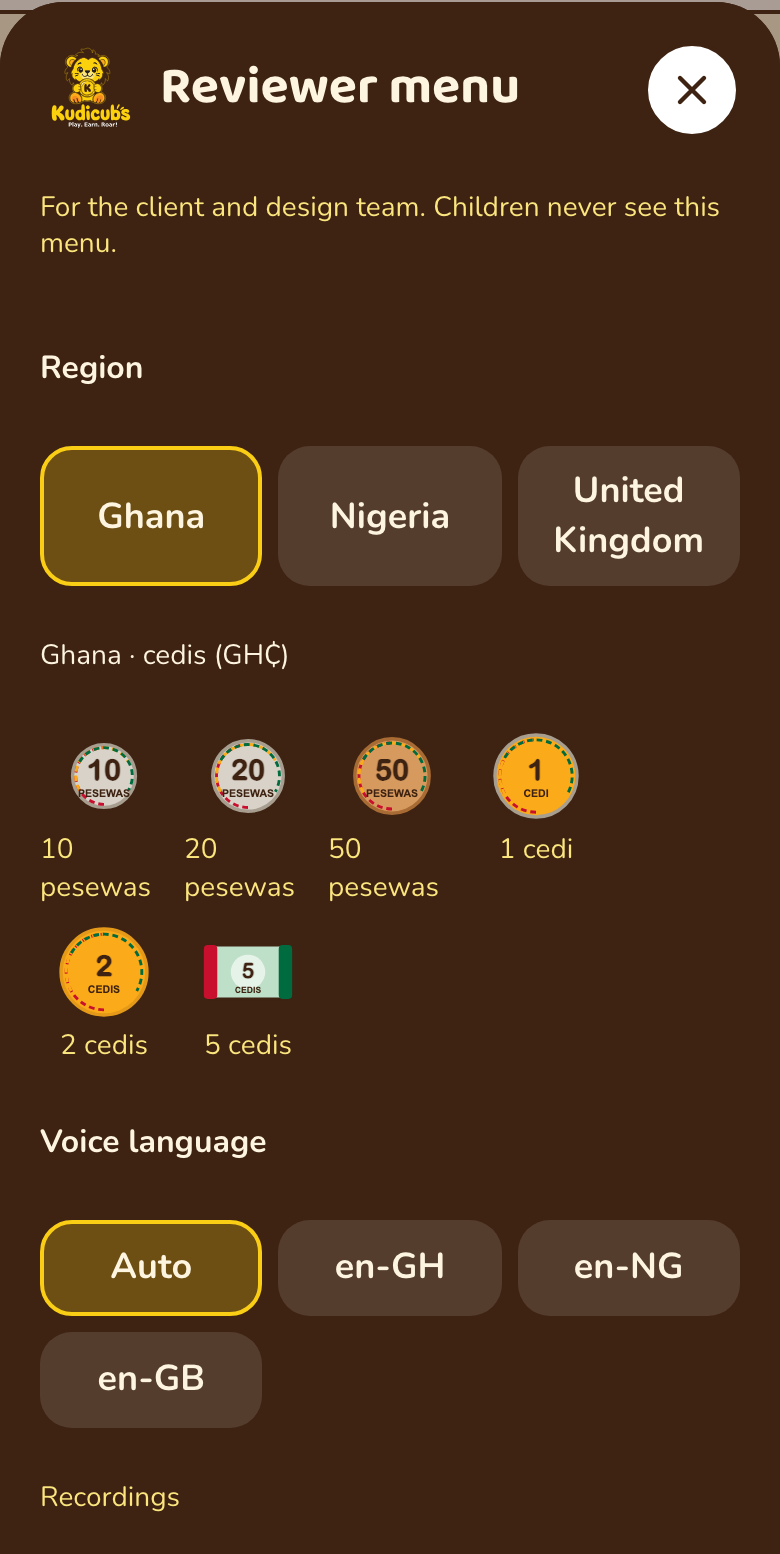 Kudicub's
Play. Earn. Roar!
K
Reviewer menu
For the client and design team. Children never see this
menu.
Region
Ghana
Nigeria
United
Kingdom
Ghana · cedis (GH₵)
10
PESEWAS
20
PESEWAS
50
PESEWAS
1
CEDI
10
pesewas
20
pesewas
50
pesewas
1 cedi
2
CEDIS
5
CEDIS
2 cedis
5 cedis
Voice language
Auto
en-GH
en-NG
en-GB
Recordings